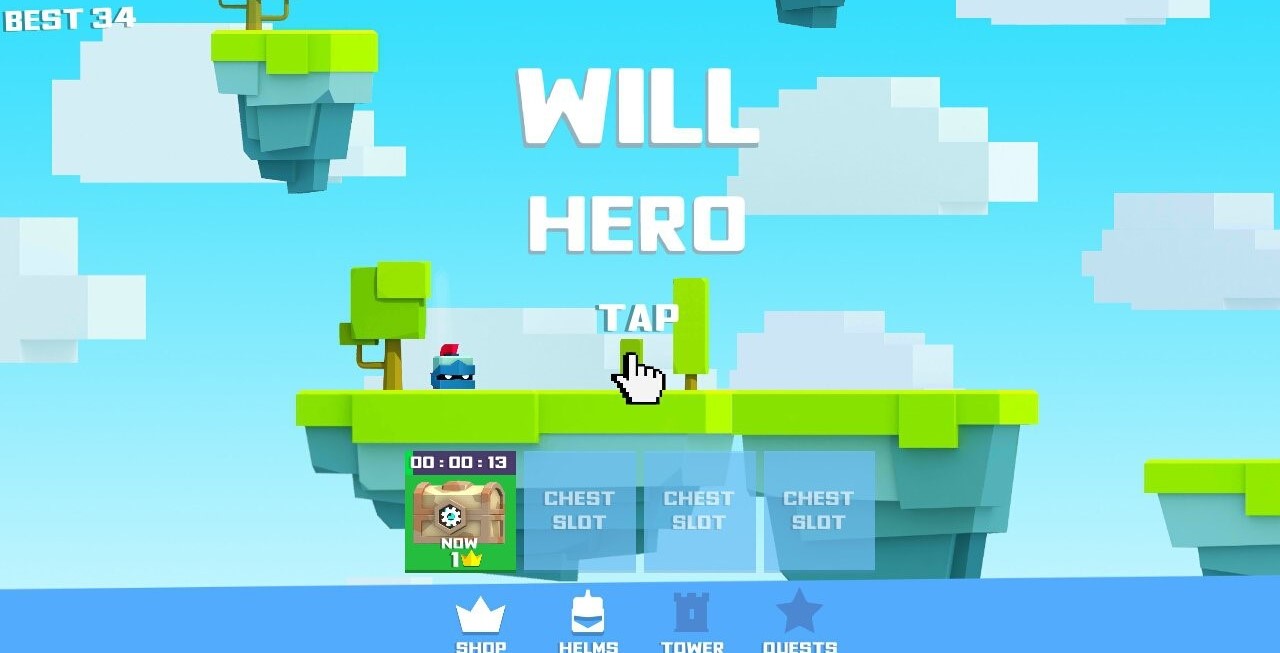 BEST 34
WILL
HERO
TAP
00:00:13
NOW
1
CHEST
SLOT
CHEST
SLOT
CHEST
SLOT
SHOP
HELMS
TOWER
QUESTS